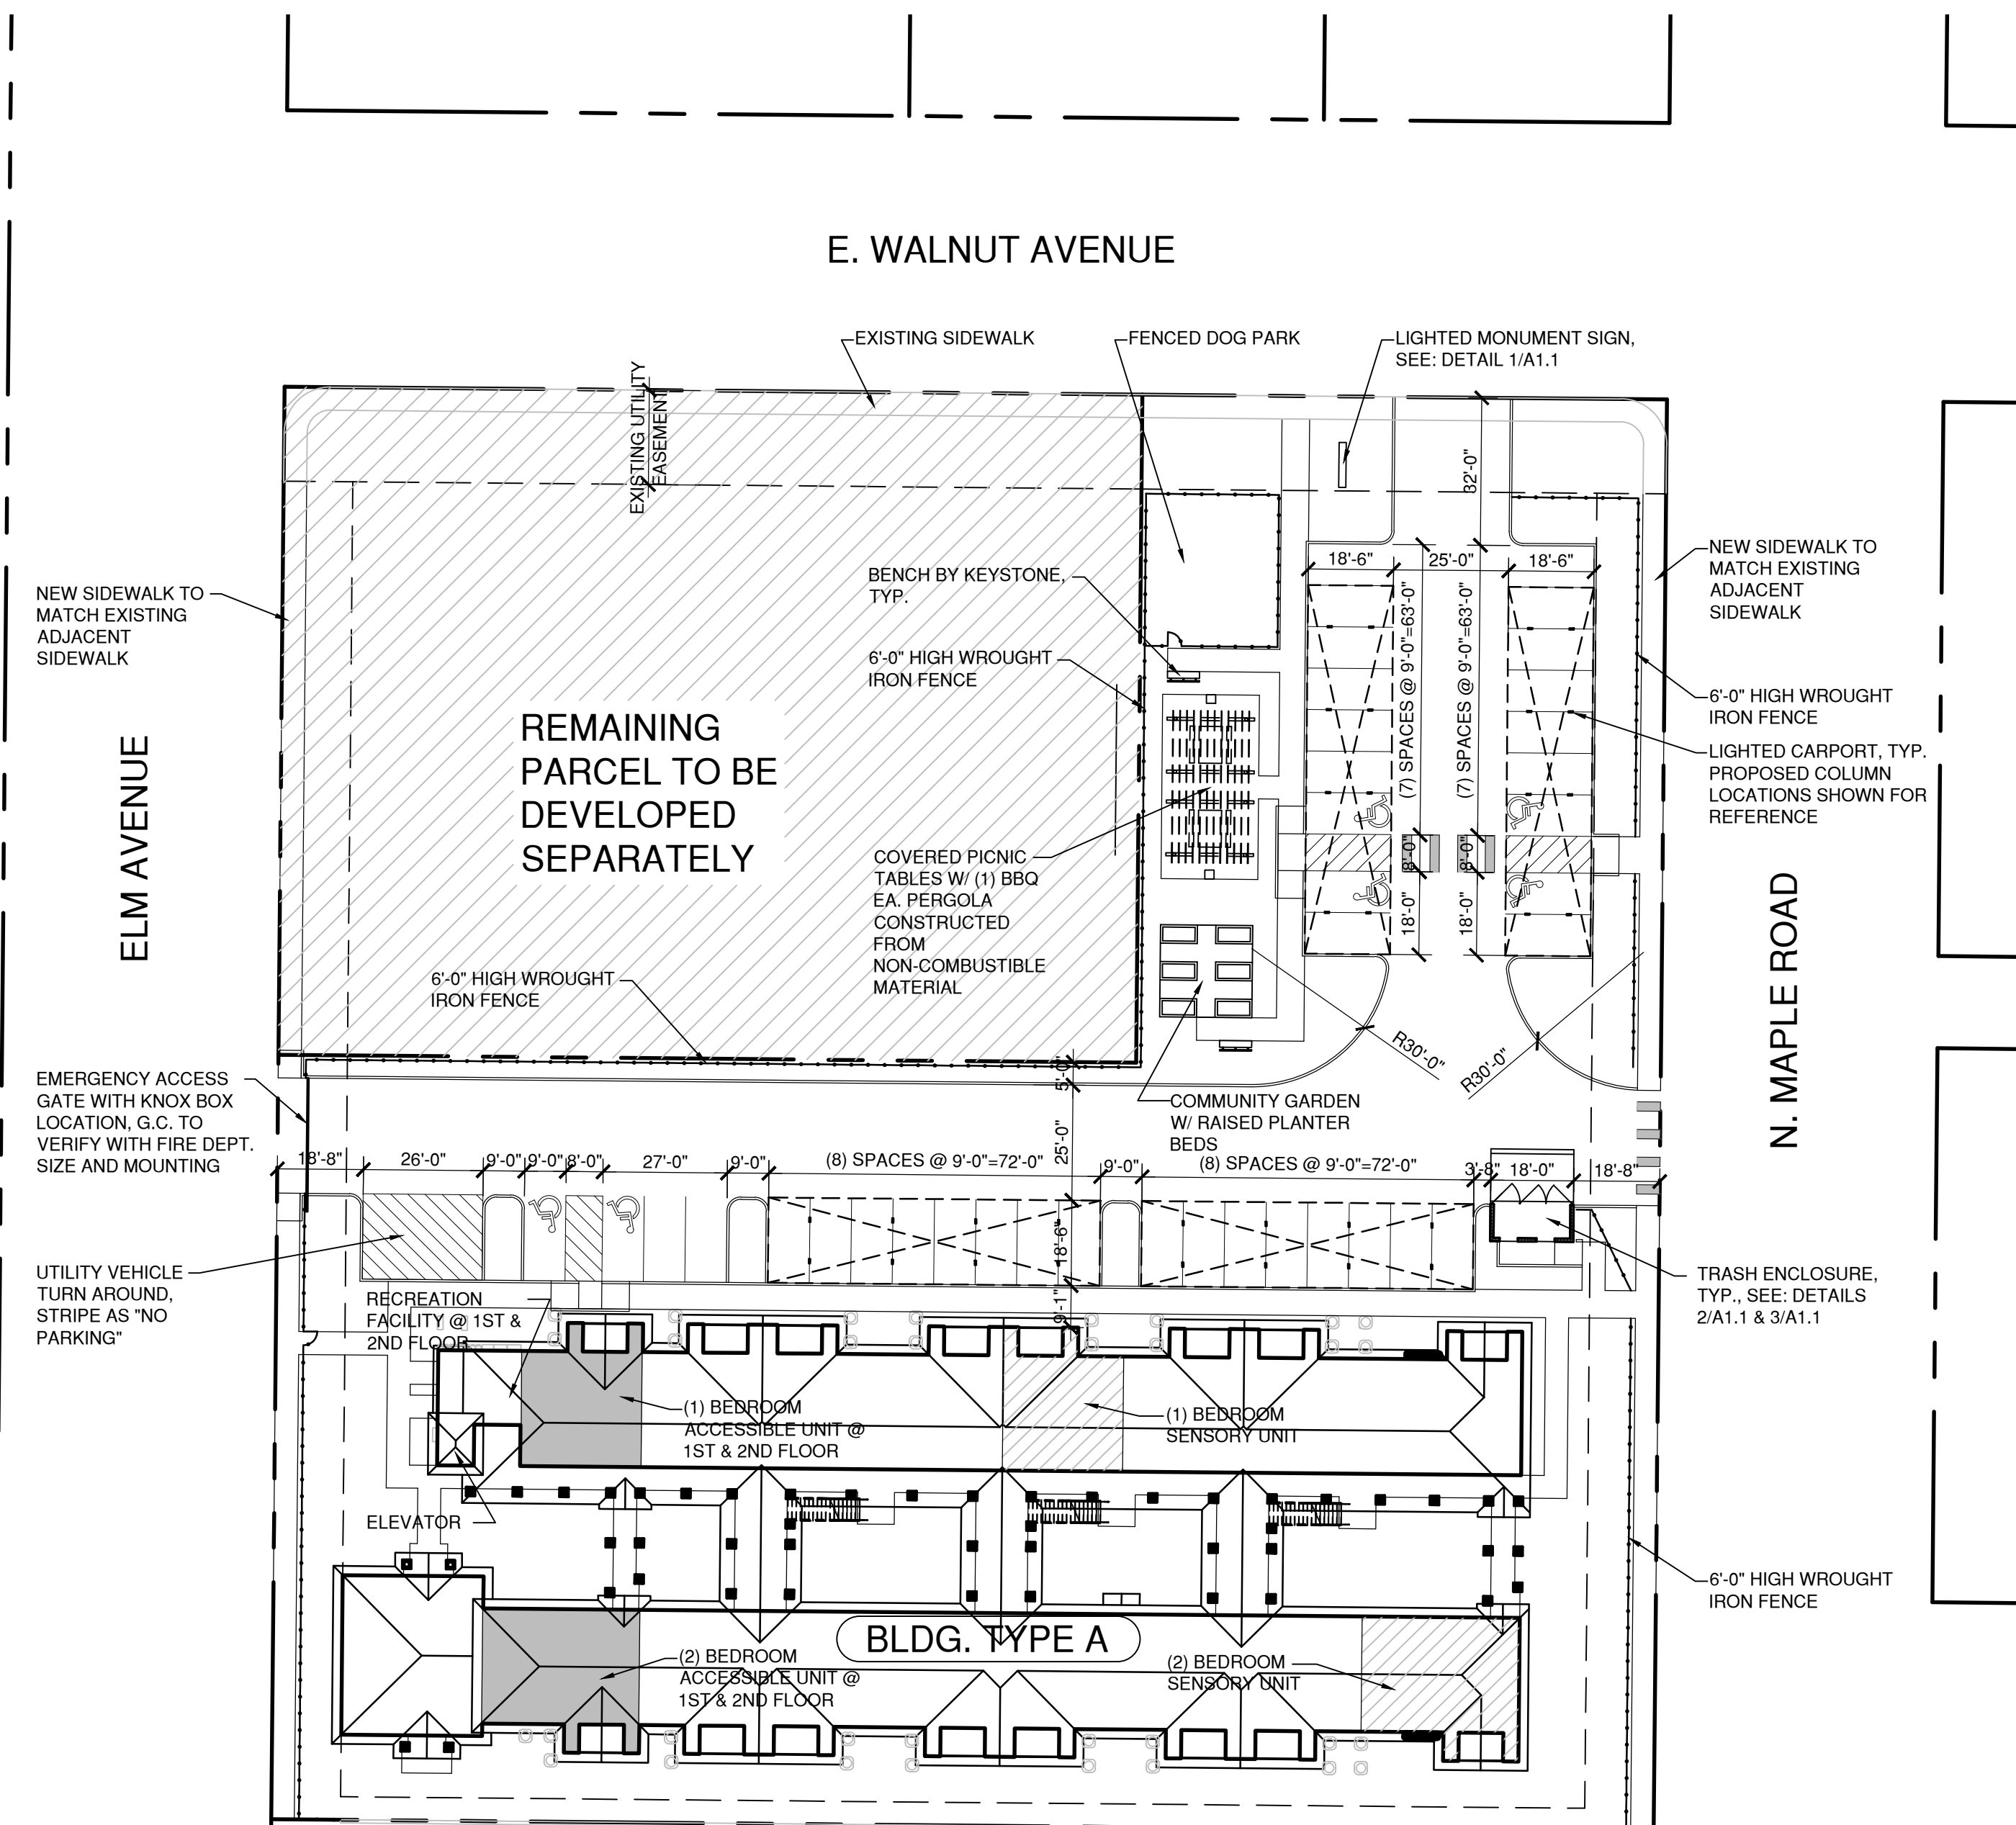 E. WALNUT AVENUE
EXISTING SIDEWALK
FENCED DOG PARK
LIGHTED MONUMENT SIGN,
SEE: DETAIL 1/A1.1
EXISTING UTILITY
EASEMENT
32'-0"
18'-6"
25'-0"
18'-6"
NEW SIDEWALK TO
MATCH EXISTING
ADJACENT
SIDEWALK
BENCH BY KEYSTONE,
TYP.
NEW SIDEWALK TO
MATCH EXISTING
ADJACENT
SIDEWALK
6'-0" HIGH WROUGHT
IRON FENCE
(7) SPACES @ 9'-0"=63'-0"
(7) SPACES @ 9'-0"=63'-0"
6'-0" HIGH WROUGHT
IRON FENCE
REMAINING
PARCEL TO BE
DEVELOPED
SEPARATELY
LIGHTED CARPORT, TYP.
PROPOSED COLUMN
LOCATIONS SHOWN FOR
REFERENCE
ELM AVENUE
COVERED PICNIC
TABLES W/ (1) BBQ
EA. PERGOLA
CONSTRUCTED
FROM
NON-COMBUSTIBLE
MATERIAL
8'-0"
8'-0"
18'-0"
18'-0"
N. MAPLE ROAD
6'-0" HIGH WROUGHT
IRON FENCE
R30'-0"
R30'-0"
EMERGENCY ACCESS
GATE WITH KNOX BOX
LOCATION, G.C. TO
VERIFY WITH FIRE DEPT.
SIZE AND MOUNTING
5'-0"
COMMUNITY GARDEN
W/ RAISED PLANTER
BEDS
25'-0"
18'-8"
26'-0"
9'-0"
9'-0"
8'-0"
27'-0"
9'-0"
(8) SPACES @ 9'-0"=72'-0"
9'-0"
(8) SPACES @ 9'-0"=72'-0"
3'-8"
18'-0"
18'-8"
18'-6"
9'-1"
UTILITY VEHICLE
TURN AROUND,
STRIPE AS "NO
PARKING"
RECREATION
FACILITY @ 1ST &
2ND FLOOR
TRASH ENCLOSURE,
TYP., SEE: DETAILS
2/A1.1 & 3/A1.1
(1) BEDROOM
ACCESSIBLE UNIT @
1ST & 2ND FLOOR
(1) BEDROOM
SENSORY UNIT
ELEVATOR
6'-0" HIGH WROUGHT
IRON FENCE
BLDG. TYPE A
(2) BEDROOM
ACCESSIBLE UNIT @
1ST & 2ND FLOOR
(2) BEDROOM
SENSORY UNIT